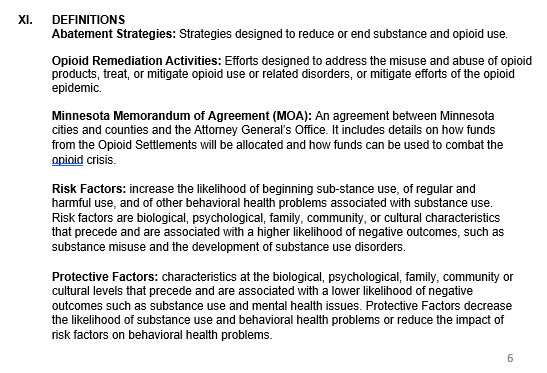 XI. DEFINITIONS
Abatement Strategies: Strategies designed to reduce or end substance and opioid use.
Opioid Remediation Activities: Efforts designed to address the misuse and abuse of opioid
products, treat, or mitigate opioid use or related disorders, or mitigate efforts of the opioid
epidemic.
Minnesota Memorandum of Agreement (MOA): An agreement between Minnesota
cities and counties and the Attorney General's Office. It includes details on how funds
from the Opioid Settlements will be allocated and how funds can be used to combat the
opioid crisis.
Risk Factors: increase the likelihood of beginning sub-stance use, of regular and
harmful use, and of other behavioral health problems associated with substance use.
Risk factors are biological, psychological, family, community, or cultural characteristics
that precede and are associated with a higher likelihood of negative outcomes, such as
substance misuse and the development of substance use disorders.
Protective Factors: characteristics at the biological, psychological, family, community or
cultural levels that precede and are associated with a lower likelihood of negative
outcomes such as substance use and mental health issues. Protective Factors decrease
the likelihood of substance use and behavioral health problems or reduce the impact of
risk factors on behavioral health problems.
6